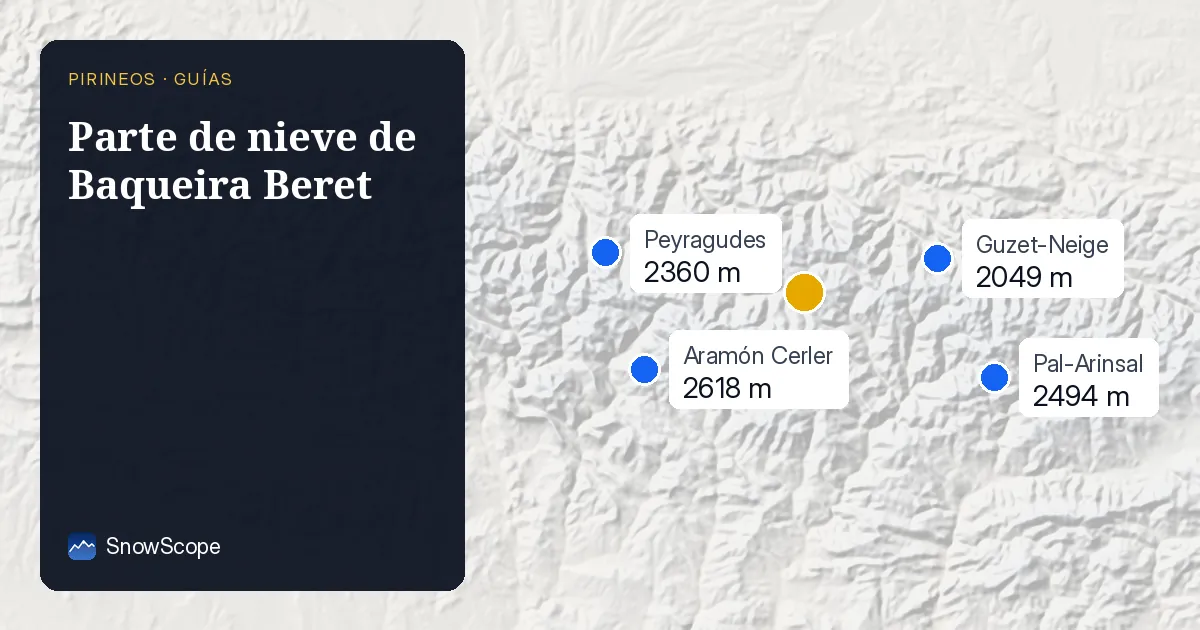 PIRINEOS · GUÍAS
Parte de nieve de
Baqueira Beret
SnowScope
Peyragudes
2360 m
Guzet-Neige
2049 m
Aramón Cerler
2618 m
Pal-Arinsal
2494 m